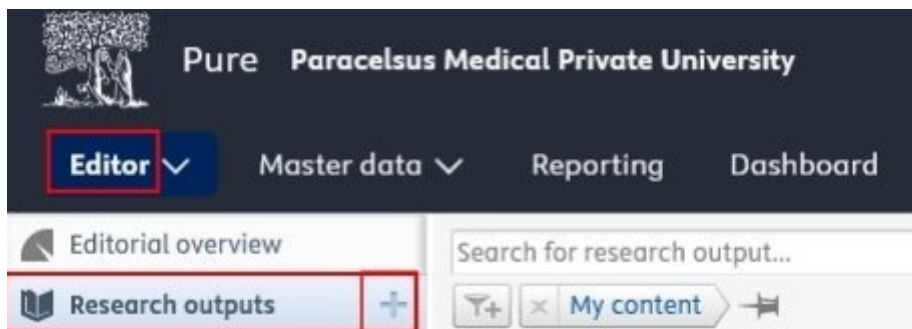 Pure Paracelsus Medical Private University
Editor Master data Reporting Dashboard
Editorial overview
Search for research output...
Research outputs +
My content